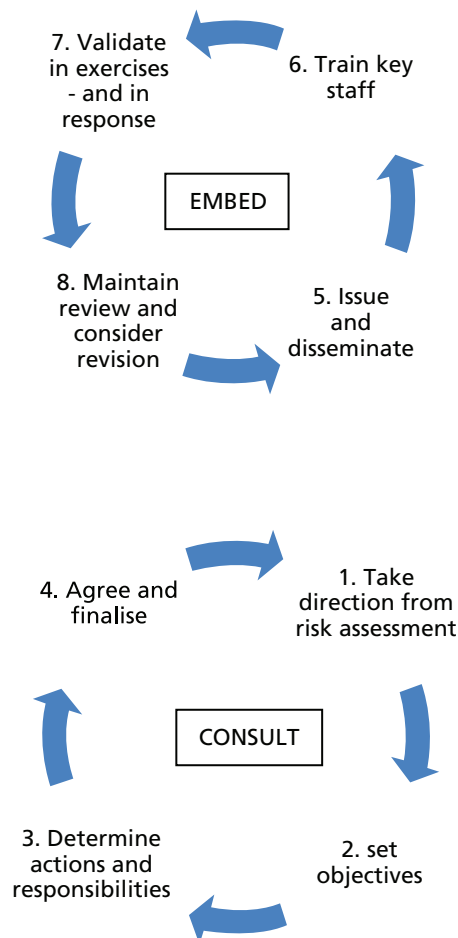 7. Validate
in exercises
- and in
response
6. Train key
staff
EMBED
8. Maintain
review and
consider
revision
5. Issue
and
disseminate
4. Agree and
finalise
1. Take
direction from
risk assessment
CONSULT
3. Determine
actions and
responsibilities
2. set
objectives